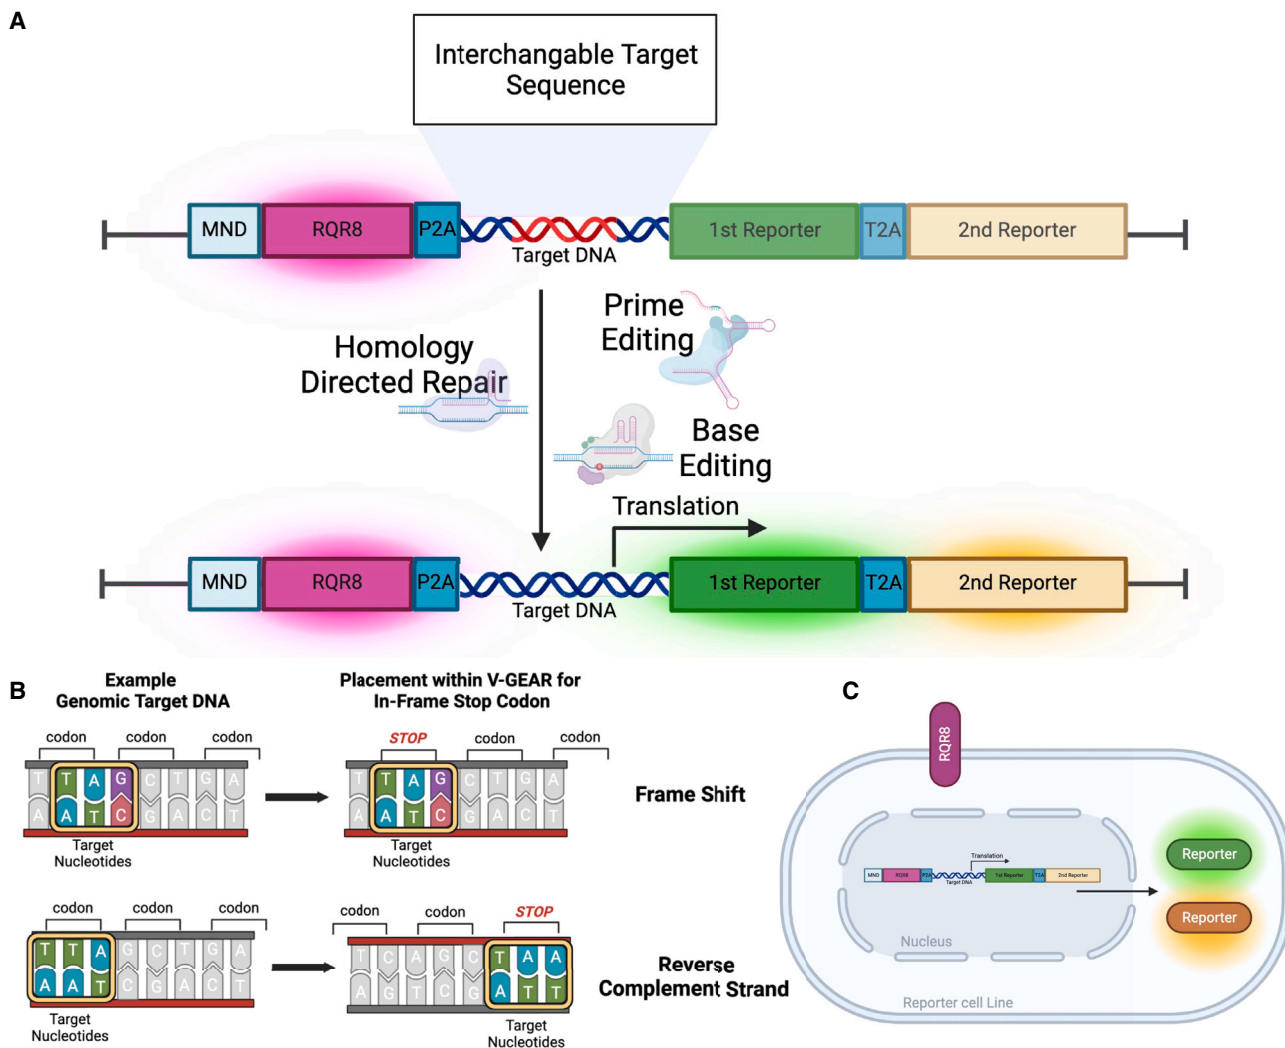 A
Interchangable Target
Sequence
MND
RQR8
P2A
Target DNA
1st Reporter
T2A
2nd Reporter
Prime
Editing
Homology
Directed Repair
Base
Editing
Translation
MND
RQR8
P2A
Target DNA
1st Reporter
T2A
2nd Reporter
B
Example
Genomic Target DNA
Placement within V-GEAR for
In-Frame Stop Codon
codon
codon
codon
STOP
codon
codon
T T A G C T G A
A A T C G A C T
Target
Nucleotides
T T A G C T G A
A A T C G A C T
Target
Nucleotides
Frame Shift
codon
codon
codon
codon
codon
STOP
T T A G C T G A
A A T C G A C T
Target
Nucleotides
T C A G C T A A
A G T C G A T T
Target
Nucleotides
Reverse
Complement Strand
C
RQR8
Translation
MND
RQR8
P2A
Target DNA
1st Reporter
T2A
2nd Reporter
Reporter
Reporter
Nucleus
Reporter cell Line